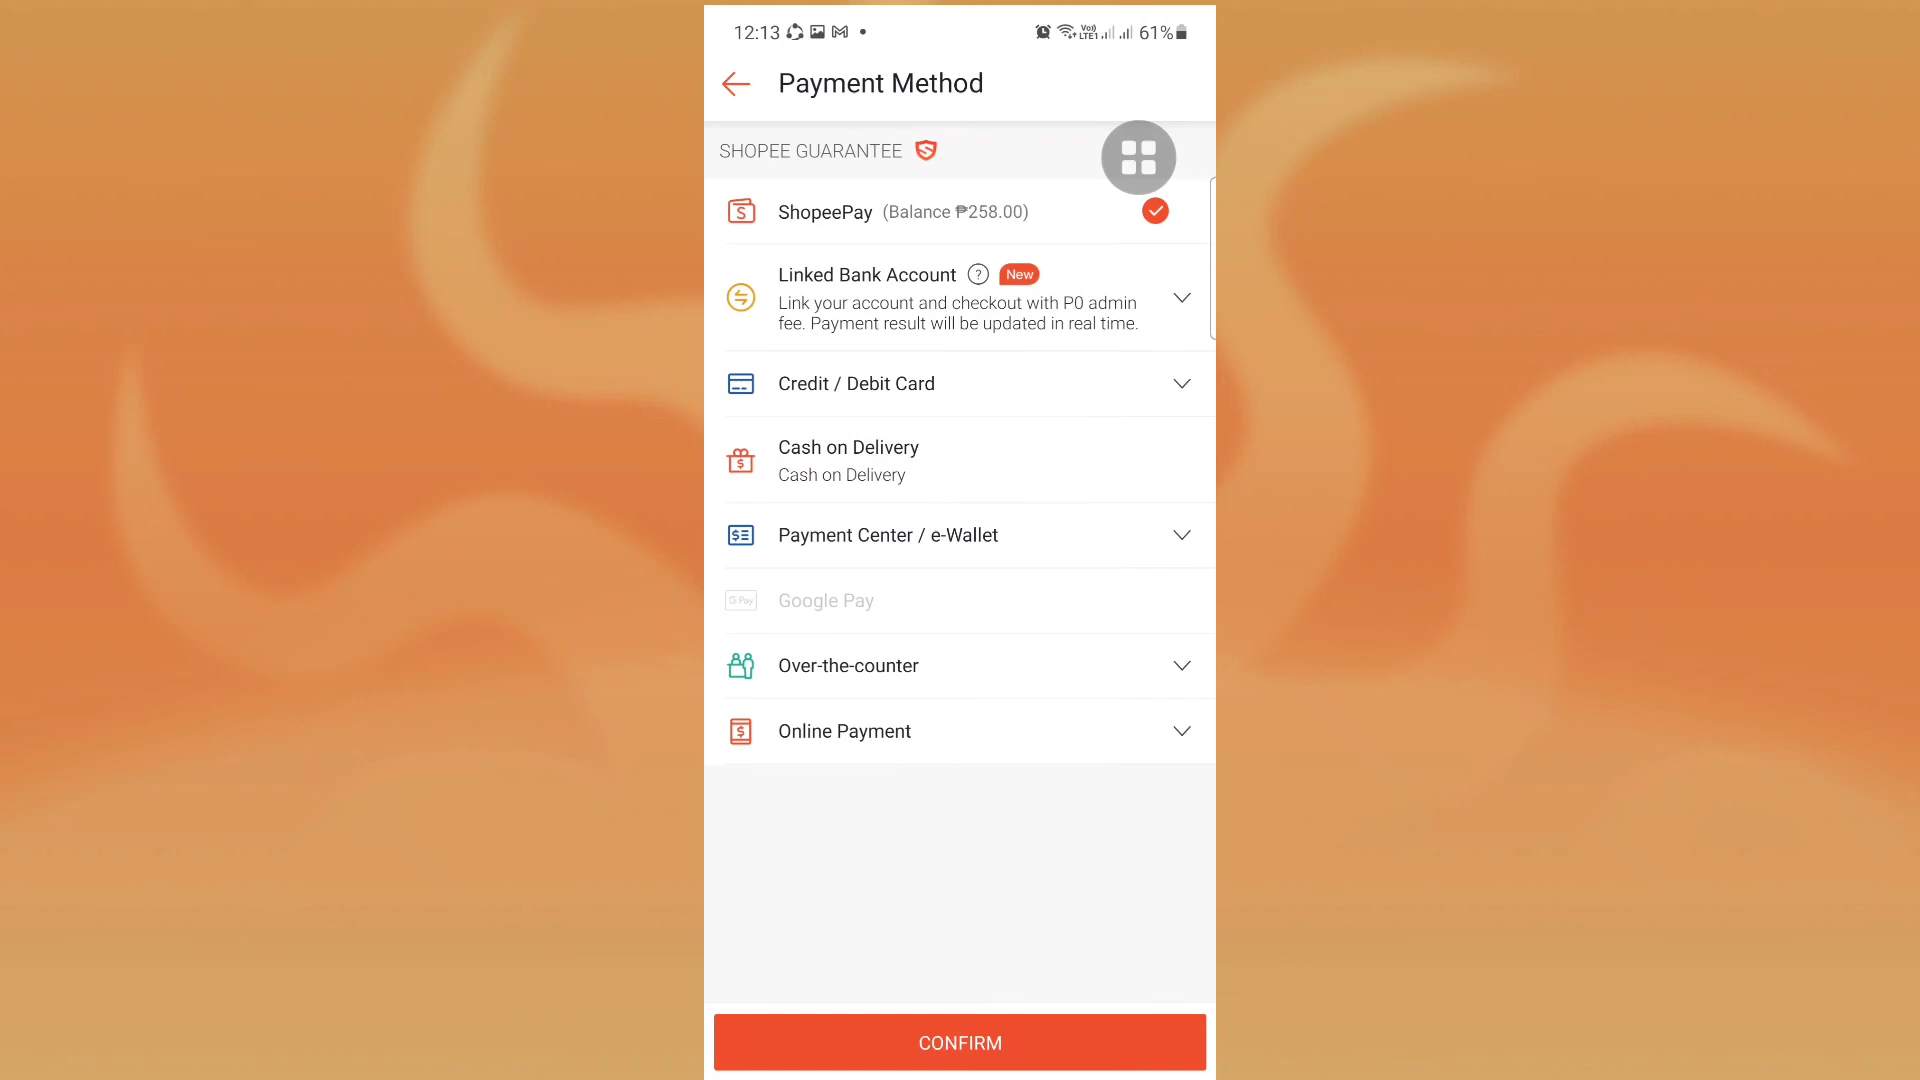 12:13 61%
Vo)) LTE1
Payment Method
SHOPEE GUARANTEE
ShopeePay (Balance ₱258.00)
Linked Bank Account ? New
Link your account and checkout with P0 admin
fee. Payment result will be updated in real time.
Credit / Debit Card
Cash on Delivery
Cash on Delivery
Payment Center / e-Wallet
G Pay Google Pay
Over-the-counter
Online Payment
CONFIRM